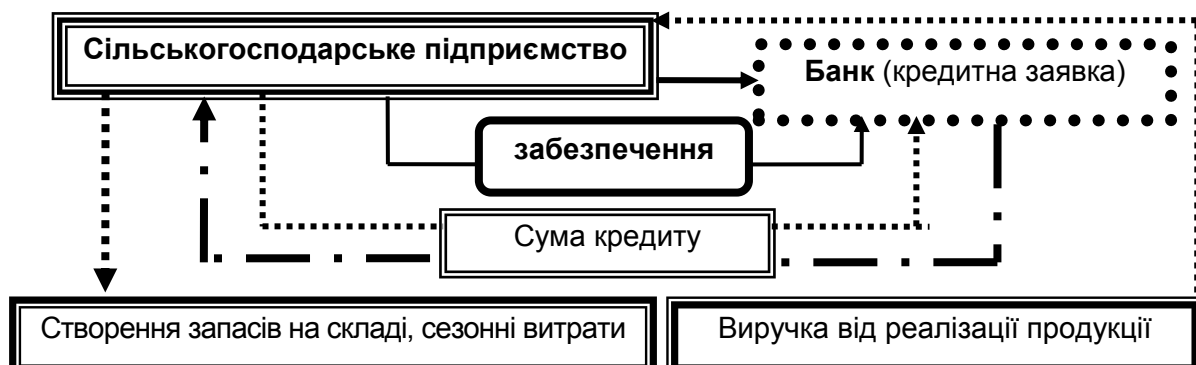 Сільськогосподарське підприємство
Банк (кредитна заявка)
забезпечення
Сума кредиту
Створення запасів на складі, сезонні витрати
Виручка від реалізації продукції